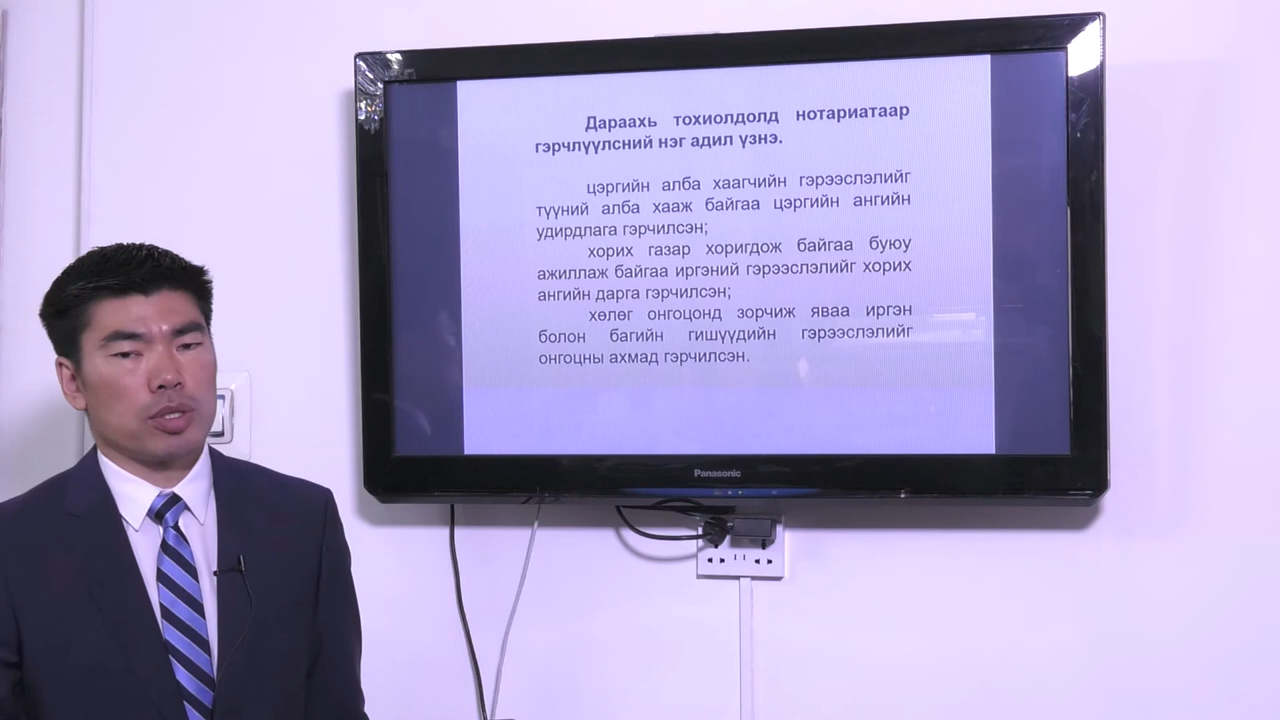 Дараахь тохиолдолд нотариатаар
гэрчлүүлсний нэг адил үзнэ.
цэргийн алба хаагчийн гэрээслэлийг
түүний алба хааж байгаа цэргийн ангийн
удирдлага гэрчилсэн;
хорих газар хоригдож байгаа буюу
ажиллаж байгаа иргэний гэрээслэлийг хорих
ангийн дарга гэрчилсэн;
хөлөг онгоцонд зорчиж яваа иргэн
болон багийн гишүүдийн гэрээслэлийг
онгоцны ахмад гэрчилсэн.
Panasonic